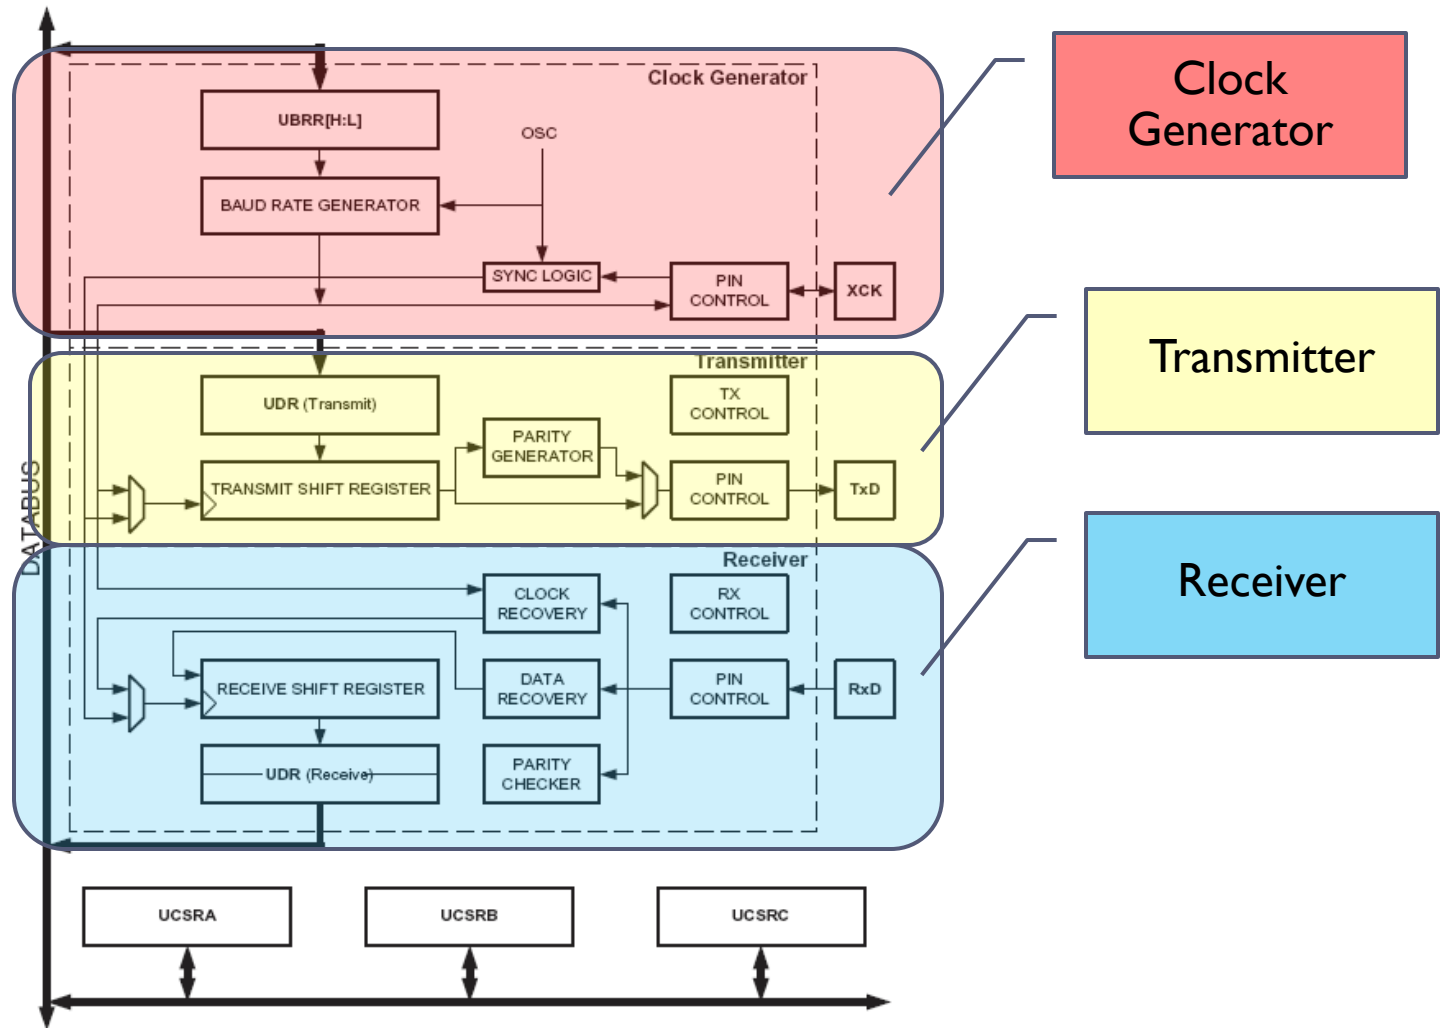 Clock Generator
UBRR[H:L]
OSC
BAUD RATE GENERATOR
SYNC LOGIC
PIN
CONTROL
XCK
Transmitter
UDR (Transmit)
TX
CONTROL
PARITY
GENERATOR
TRANSMIT SHIFT REGISTER
PIN
CONTROL
TxD
DATABUS
Receiver
CLOCK
RECOVERY
RX
CONTROL
RECEIVE SHIFT REGISTER
DATA
RECOVERY
PIN
CONTROL
RxD
UDR (Receive)
PARITY
CHECKER
UCSRA
UCSRB
UCSRC
Clock
Generator
Transmitter
Receiver